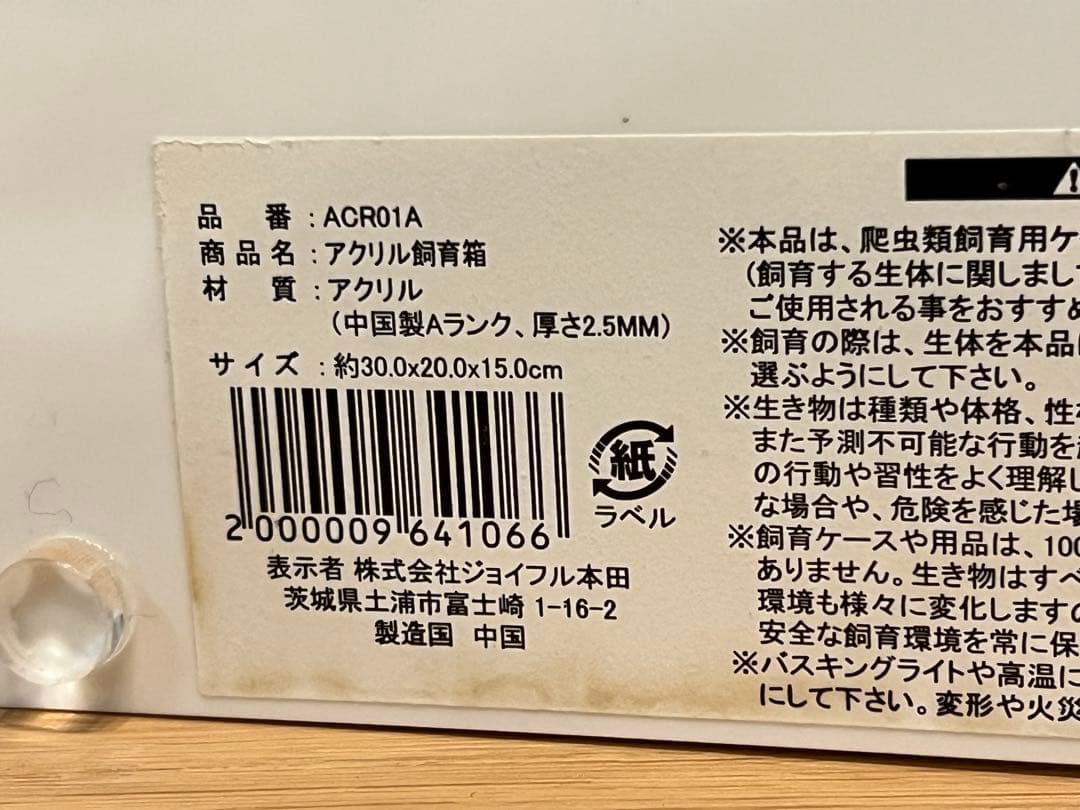 品 番 : ACR01A
商品名 : アクリル飼育箱
材 質 : アクリル
(中国製Aランク、厚さ2.5MM)
サイズ : 約30.0x20.0x15.0cm
2 000009 641066
紙
ラベル
表示者 株式会社ジョイフル本田
茨城県土浦市富士崎 1-16-2
製造国 中国
※本品は、爬虫類飼育用ケ
(飼育する生体に関しまし
ご使用される事をおすすめ
※飼育の際は、生体を本品
選ぶようにして下さい。
※生き物は種類や体格、性
また予測不可能な行動を
の行動や習性をよく理解し
な場合や、危険を感じた場
※飼育ケースや用品は、100
ありません。生き物はすべ
環境も様々に変化しますの
安全な飼育環境を常に保
※バスキングライトや高温に
にして下さい。変形や火災